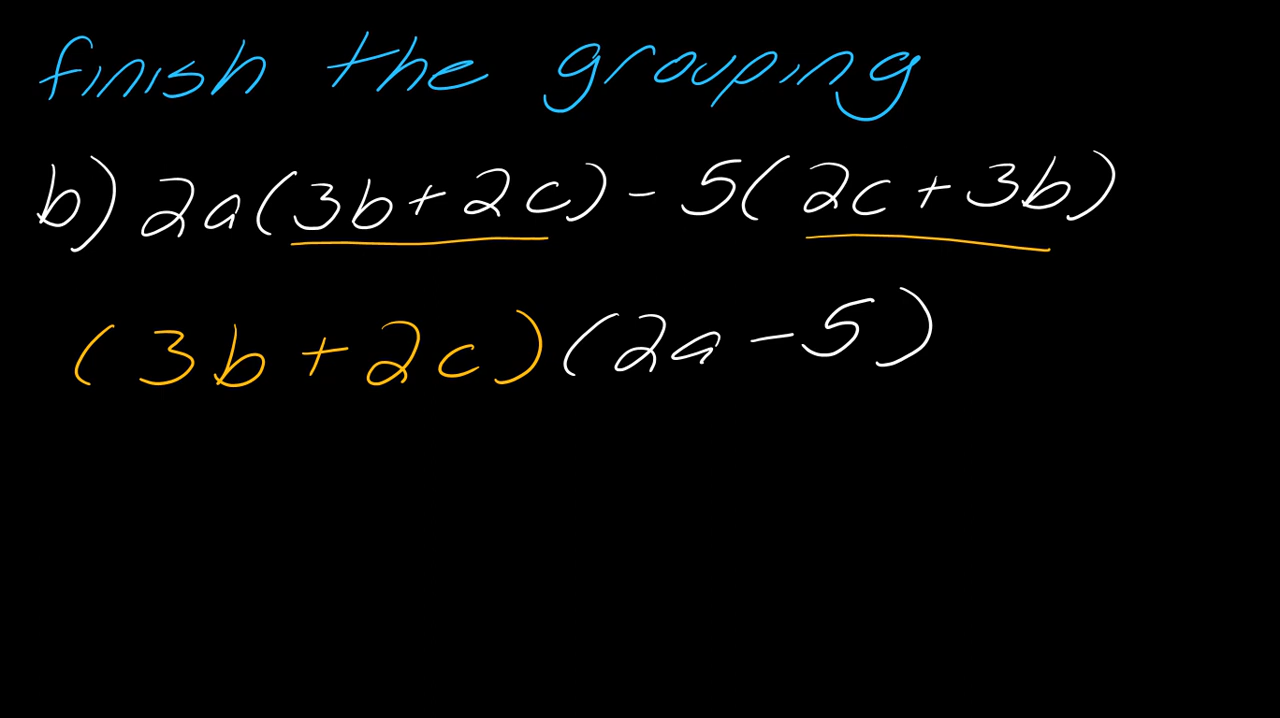 finish the grouping
b) 2a(3b+2c) - 5(2c+3b)
(3b+2c)(2a-5)